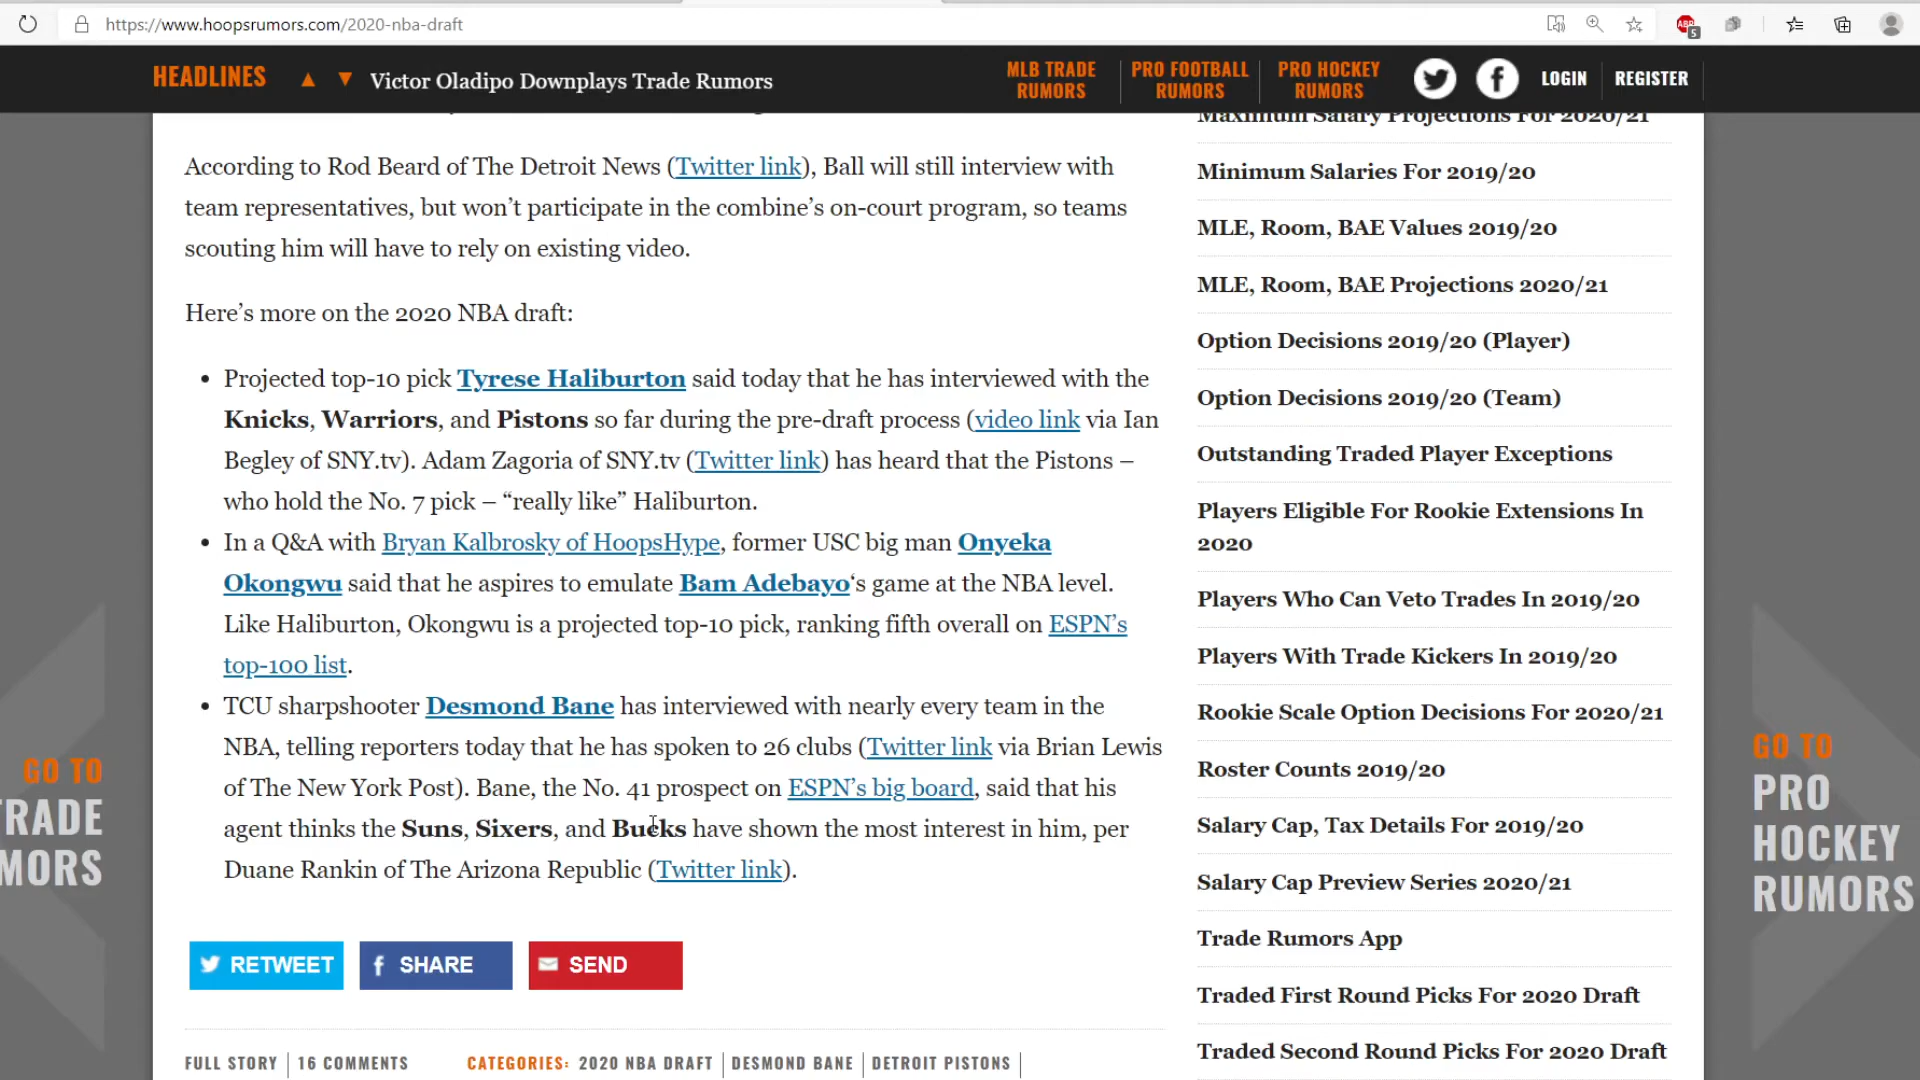 https://www.hoopsrumors.com/2020-nba-draft
ABP
5
HEADLINES
Victor Oladipo Downplays Trade Rumors
MLB TRADE
RUMORS
PRO FOOTBALL
RUMORS
PRO HOCKEY
RUMORS
LOGIN
REGISTER
According to Rod Beard of The Detroit News (Twitter link), Ball will still interview with
team representatives, but won’t participate in the combine’s on-court program, so teams
scouting him will have to rely on existing video.
Here’s more on the 2020 NBA draft:
• Projected top-10 pick Tyrese Haliburton said today that he has interviewed with the
Knicks, Warriors, and Pistons so far during the pre-draft process (video link via Ian
Begley of SNY.tv). Adam Zagoria of SNY.tv (Twitter link) has heard that the Pistons –
who hold the No. 7 pick – “really like” Haliburton.
• In a Q&A with Bryan Kalbrosky of HoopsHype, former USC big man Onyeka
Okongwu said that he aspires to emulate Bam Adebayo‘s game at the NBA level.
Like Haliburton, Okongwu is a projected top-10 pick, ranking fifth overall on ESPN’s
top-100 list.
• TCU sharpshooter Desmond Bane has interviewed with nearly every team in the
NBA, telling reporters today that he has spoken to 26 clubs (Twitter link via Brian Lewis
of The New York Post). Bane, the No. 41 prospect on ESPN’s big board, said that his
agent thinks the Suns, Sixers, and Bucks have shown the most interest in him, per
Duane Rankin of The Arizona Republic (Twitter link).
RETWEET
SHARE
SEND
FULL STORY | 16 COMMENTS
CATEGORIES: 2020 NBA DRAFT | DESMOND BANE | DETROIT PISTONS |
Maximum Salary Projections For 2020/21
Minimum Salaries For 2019/20
MLE, Room, BAE Values 2019/20
MLE, Room, BAE Projections 2020/21
Option Decisions 2019/20 (Player)
Option Decisions 2019/20 (Team)
Outstanding Traded Player Exceptions
Players Eligible For Rookie Extensions In
2020
Players Who Can Veto Trades In 2019/20
Players With Trade Kickers In 2019/20
Rookie Scale Option Decisions For 2020/21
Roster Counts 2019/20
Salary Cap, Tax Details For 2019/20
Salary Cap Preview Series 2020/21
Trade Rumors App
Traded First Round Picks For 2020 Draft
Traded Second Round Picks For 2020 Draft
GO TO
RADE
MORS
GO TO
PRO
HOCKEY
RUMORS